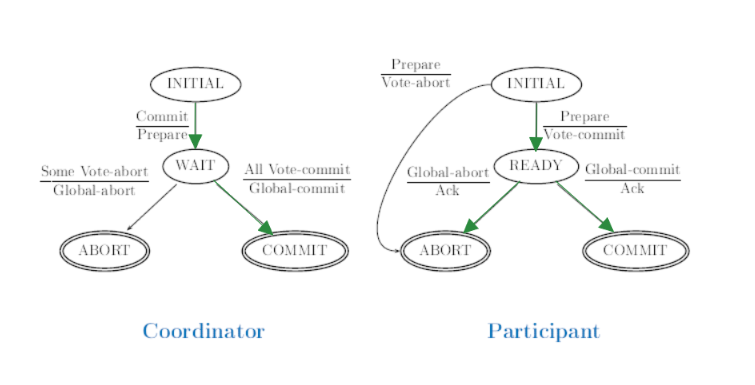 INITIAL
Commit
Prepare
WAIT
Some Vote-abort
Global-abort
All Vote-commit
Global-commit
ABORT
COMMIT
Coordinator
Prepare
Vote-abort
INITIAL
Prepare
Vote-commit
READY
Global-abort
Ack
Global-commit
Ack
ABORT
COMMIT
Participant